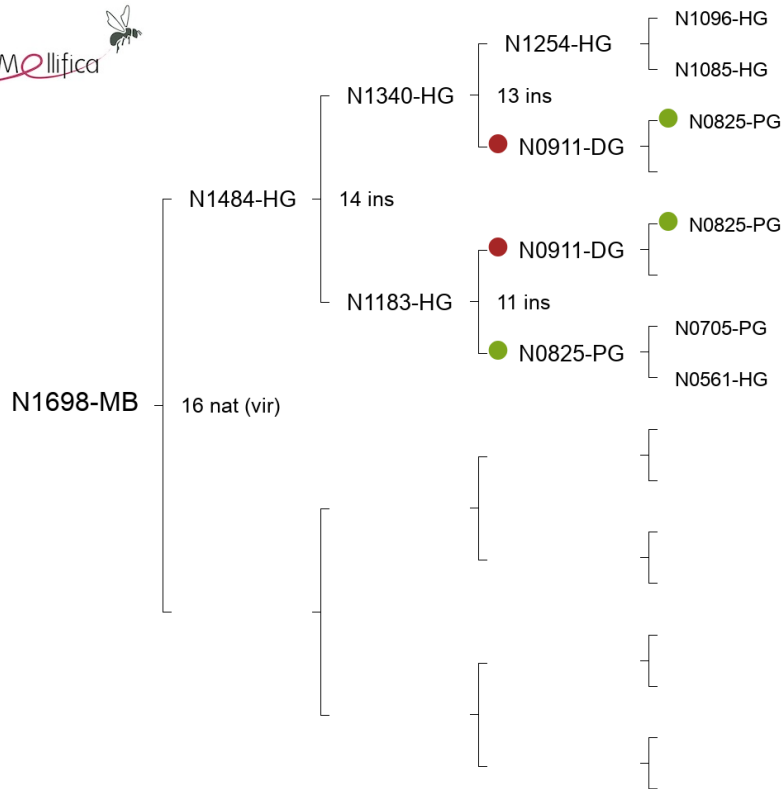 Mellifica
N1096-HG
N1254-HG
N1085-HG
N1340-HG
13 ins
N0825-PG
N0911-DG
N1484-HG
14 ins
N0825-PG
N0911-DG
N1183-HG
11 ins
N0705-PG
N0825-PG
N0561-HG
N1698-MB
16 nat (vir)